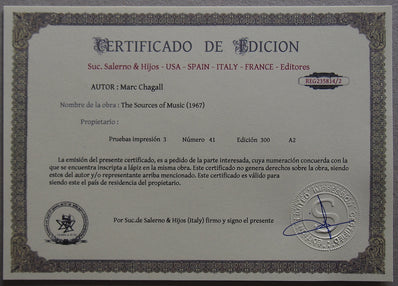 CERTIFICADO DE EDICION
Suc. Salerno & Hijos - USA - SPAIN - ITALY - FRANCE - Editores
REG235814/2
AUTOR : Marc Chagall
Nombre de la obra : The Sources of Music (1967)
Propietario :
Pruebas impresión 3 Número 41 Edición 300 A2
La emisión del presente certificado, es a pedido de la parte interesada, cuya numeración concuerda con la
que se encuentra inscripta a lápiz en la misma obra. Este certificado no genera derechos sobre la obra, siendo
estos del autor y/o representante arriba mencionado. Este certificado es válido para
siendo este el país de residencia del propietario.
Por Suc.de Salerno & Hijos (Italy) firmo y signo el presente